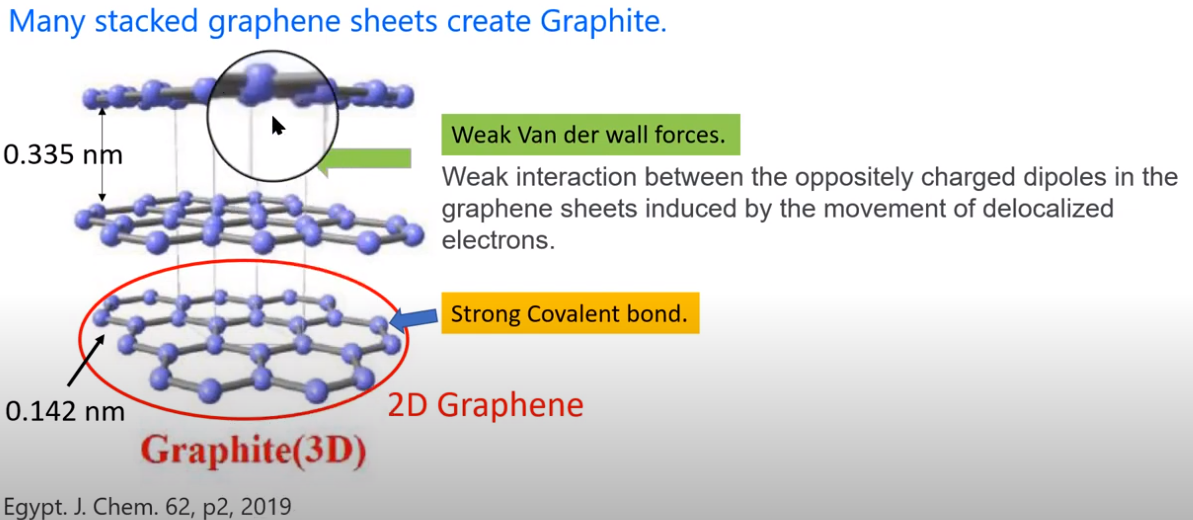 Many stacked graphene sheets create Graphite.
0.335 nm
Weak Van der wall forces.
Weak interaction between the oppositely charged dipoles in the
graphene sheets induced by the movement of delocalized
electrons.
Strong Covalent bond.
0.142 nm
2D Graphene
Graphite(3D)
Egypt. J. Chem. 62, p2, 2019